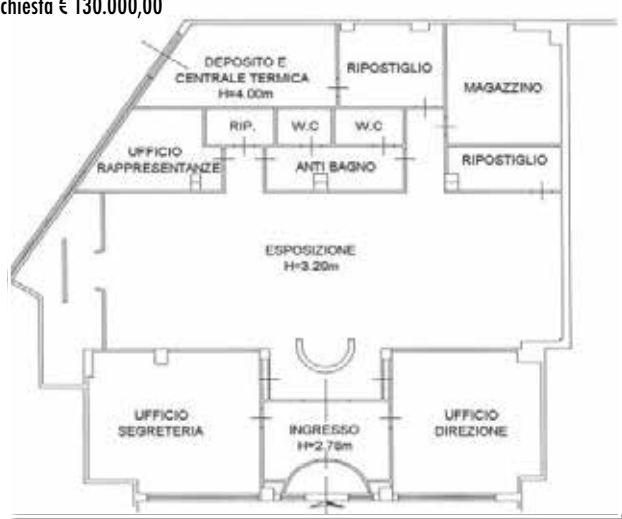 chiesta € 130.000,00
DEPOSITO E
CENTRALE TERMICA
H=4.00m
RIPOSTIGLIO
MAGAZZINO
RIP.
W.C
W.C
UFFICIO
RAPPRESENTANZE
ANTI BAGNO
RIPOSTIGLIO
ESPOSIZIONE
H=3.20m
UFFICIO
SEGRETERIA
INGRESSO
H=2.78m
UFFICIO
DIREZIONE